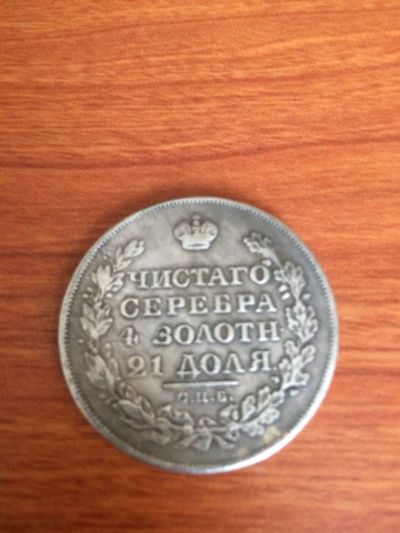 ЧИСТАГО
СЕРЕБРА
4 ЗОЛОТН
21 ДОЛЯ
С.П.Б.